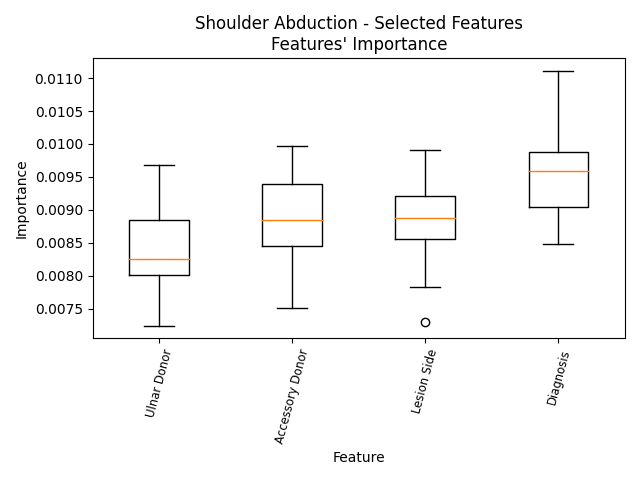 Shoulder Abduction - Selected Features
Features' Importance
Importance
0.0110
0.0105
0.0100
0.0095
0.0090
0.0085
0.0080
0.0075
Ulnar Donor
Accessory Donor
Lesion Side
Diagnosis
Feature